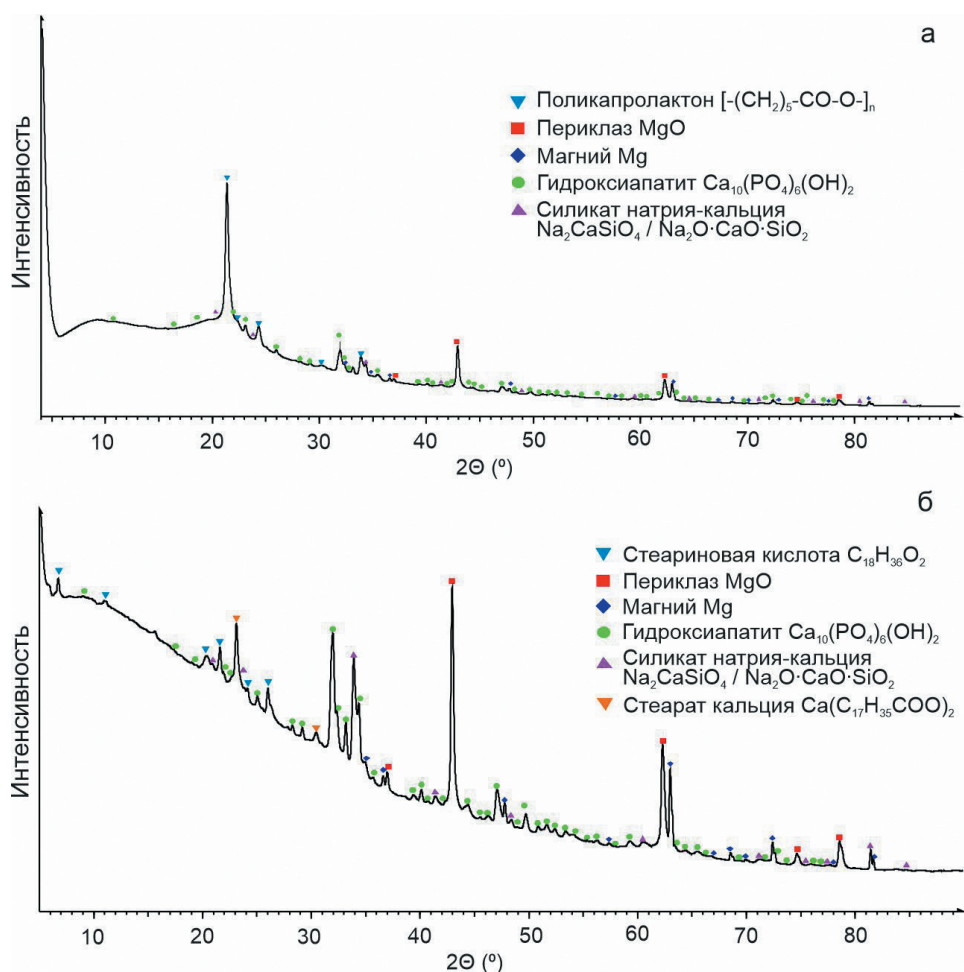 а
Поликапролактон [-(CH₂)₅-CO-O-]ₙ
Периклаз MgO
Магний Mg
Гидроксиапатит Ca₁₀(PO₄)₆(OH)₂
Силикат натрия-кальция
Na₂CaSiO₄ / Na₂O·CaO·SiO₂
Интенсивность
10 20 30 40 50 60 70 80
2Θ (º)
б
Стеариновая кислота C₁₈H₃₆O₂
Периклаз MgO
Магний Mg
Гидроксиапатит Ca₁₀(PO₄)₆(OH)₂
Силикат натрия-кальция
Na₂CaSiO₄ / Na₂O·CaO·SiO₂
Стеарат кальция Ca(C₁₇H₃₅COO)₂
Интенсивность
10 20 30 40 50 60 70 80
2Θ (º)